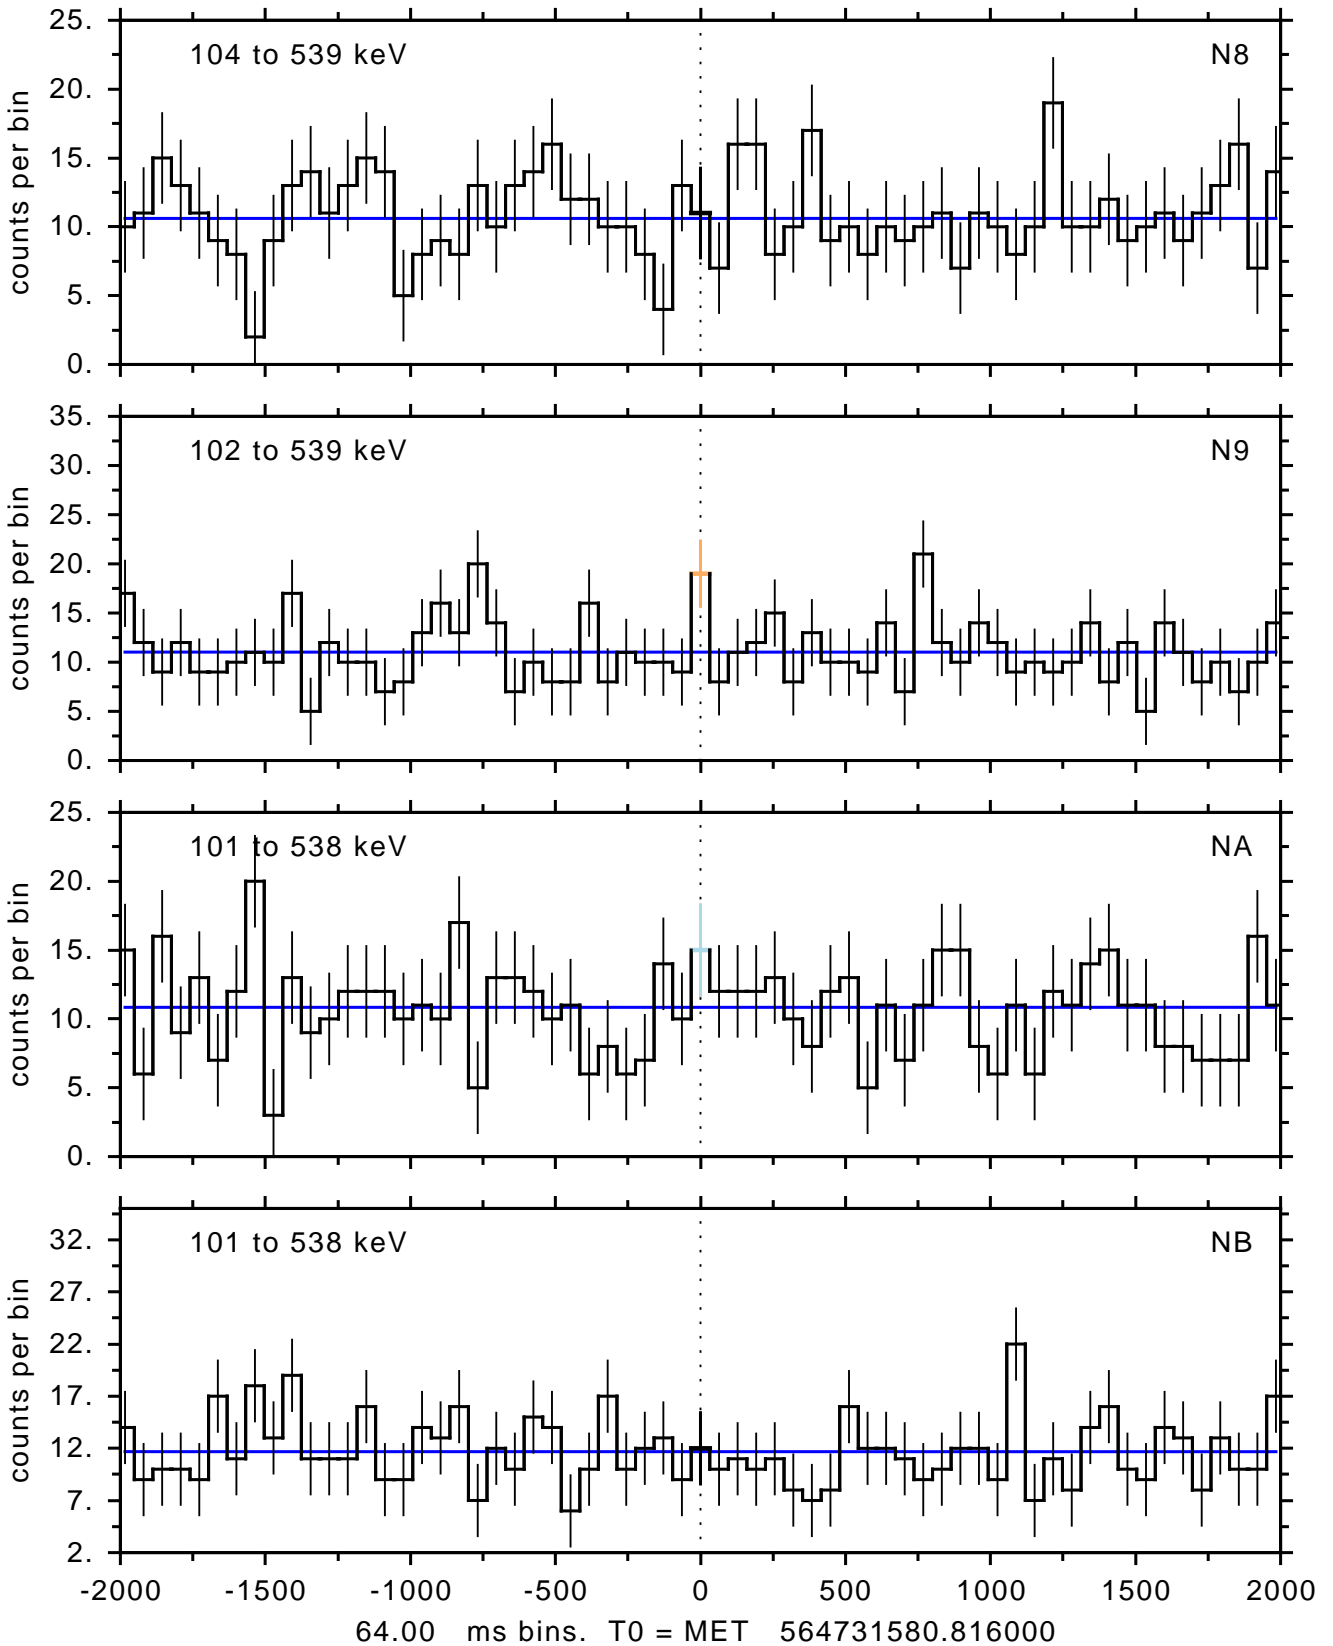 25.
104 to 539 keV N8
20.
15.
10.
5.
0.
counts per bin
35.
102 to 539 keV N9
30.
25.
20.
15.
10.
5.
0.
counts per bin
25.
101 to 538 keV NA
20.
15.
10.
5.
0.
counts per bin
101 to 538 keV NB
32.
27.
22.
17.
12.
7.
2.
counts per bin
-2000 -1500 -1000 -500 0 500 1000 1500 2000
64.00 ms bins. T0 = MET 564731580.816000